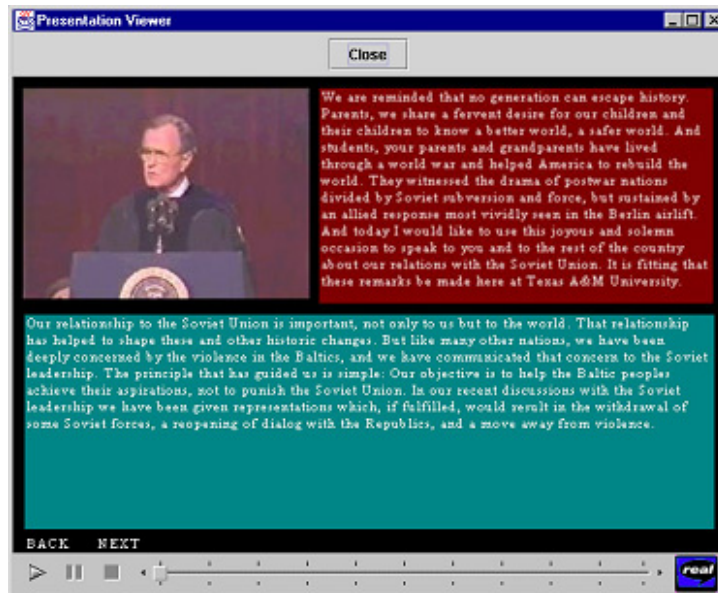 Presentation Viewer
Close
We are reminded that no generation can escape history.
Parents, we share a fervent desire for our children and
their children to know a better world, a safer world. And
students, your parents and grandparents have lived
through a world war and helped America to rebuild the
world. They witnessed the drama of postwar nations
divided by Soviet subversion and force, but sustained by
an allied response most vividly seen in the Berlin airlift.
And today I would like to use this joyous and solemn
occasion to speak to you and to the rest of the country
about our relations with the Soviet Union. It is fitting that
these remarks be made here at Texas A&M University.
Our relationship to the Soviet Union is important, not only to us but to the world. That relationship
has helped to shape these and other historic changes. But like many other nations, we have been
deeply concerned by the violence in the Baltics, and we have communicated that concern to the Soviet
leadership. The principle that has guided us is simple: Our objective is to help the Baltic peoples
achieve their aspirations, not to punish the Soviet Union. In our recent discussions with the Soviet
leadership we have been given representations which, if fulfilled, would result in the withdrawal of
some Soviet forces, a reopening of dialog with the Republics, and a move away from violence.
BACK NEXT
real